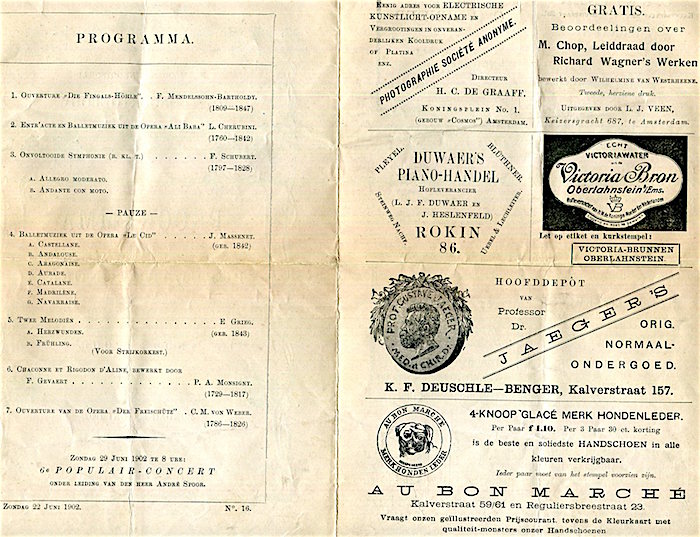 PROGRAMMA.
1. Ouverture „Die Fingals-Höhle". . F. Mendelssohn-Bartholdy.
(1809—1847)
2. Entr'acte en Balletmuziek uit de Opera „Ali Baba" L. Cherubini.
(1760—1842)
3. Onvoltooide Symphonie (b. kl. t.) . . . . . F. Schubert.
(1797—1828)
a. Allegro moderato.
b. Andante con moto.
— PAUZE —
4. Balletmuziek uit de Opera „Le Cid" . . . . J. Massenet.
a. Castellane. (geb. 1842)
b. Andalouse.
c. Aragonaise.
d. Aubade.
e. Catalane.
f. Madrilène.
g. Navarraise.
5. Twee Melodiën . . . . . . . . . . . . . E Grieg.
a. Herzwunden. (geb. 1843)
b. Frühling.
(Voor Strijkorkest.)
6. Chaconne et Rigodon d'Aline, bewerkt door
F. Gevaert . . . . . . . . . . P. A. Monsigny.
(1729—1817)
7. Ouverture van de Opera „Der Freischütz" . C. M. von Weber.
(1786—1826)
Zondag 29 Juni 1902 te 8 ure:
6e POPULAIR-CONCERT
onder leiding van den heer André Spoor.
Zondag 22 Juni 1902. No. 16.
Eenig adres voor Electrische
Kunstlicht-opname en
Vergrootingen in onveran-
derlijken Kooldruk
of Platina
enz.
PHOTOGRAPHIE SOCIÉTÉ ANONYME.
Directeur
H. C. DE GRAAFF.
Koningsplein No. 1,
(gebouw „Cosmos") Amsterdam.
GRATIS.
Beoordeelingen over
M. Chop, Leiddraad door
Richard Wagner's Werken
bewerkt door Wilhelmine van Westrheene.
Tweede, herziene druk.
Uitgegeven door L. J. VEEN,
Keizersgracht 687, te Amsterdam.
PLEYEL.
BLÜTHNER.
DUWAER'S
PIANO-HANDEL
Hofleverancier
(L. J. F. DUWAER en
J. HESLENFELD)
ROKIN
86.
Steinweg Nachf.
Uebel & Lechleiter.
ECHT
VICTORIAWATER
Victoria Bron
Oberlahnstein a/Ems.
VB
Let op etiket en kurkstempel:
VICTORIA-BRUNNEN
OBERLAHNSTEIN.
PROF. GUSTAV JAEGER.
MED. et CHIR. Dr.
HOOFDDEPÔT
van
Professor
Dr.
JAEGER'S
ORIG.
NORMAAL-
ONDERGOED.
K. F. DEUSCHLE—BENGER, Kalverstraat 157.
AU BON MARCHE
MERK HONDENLEDER.
4-KNOOP "GLACÉ MERK HONDENLEDER.
Per Paar f 1.10. Per 3 Paar 30 ct. korting
is de beste en soliedste HANDSCHOEN in alle
kleuren verkrijgbaar.
Ieder paar moet van het stempel voorzien zijn.
AU BON MARCHÉ
Kalverstraat 59/61 en Reguliersbreestraat 23.
Vraagt onzen geïllustreerden Prijscourant, tevens de Kleurkaart met
qualiteit-monsters onzer Handschoenen